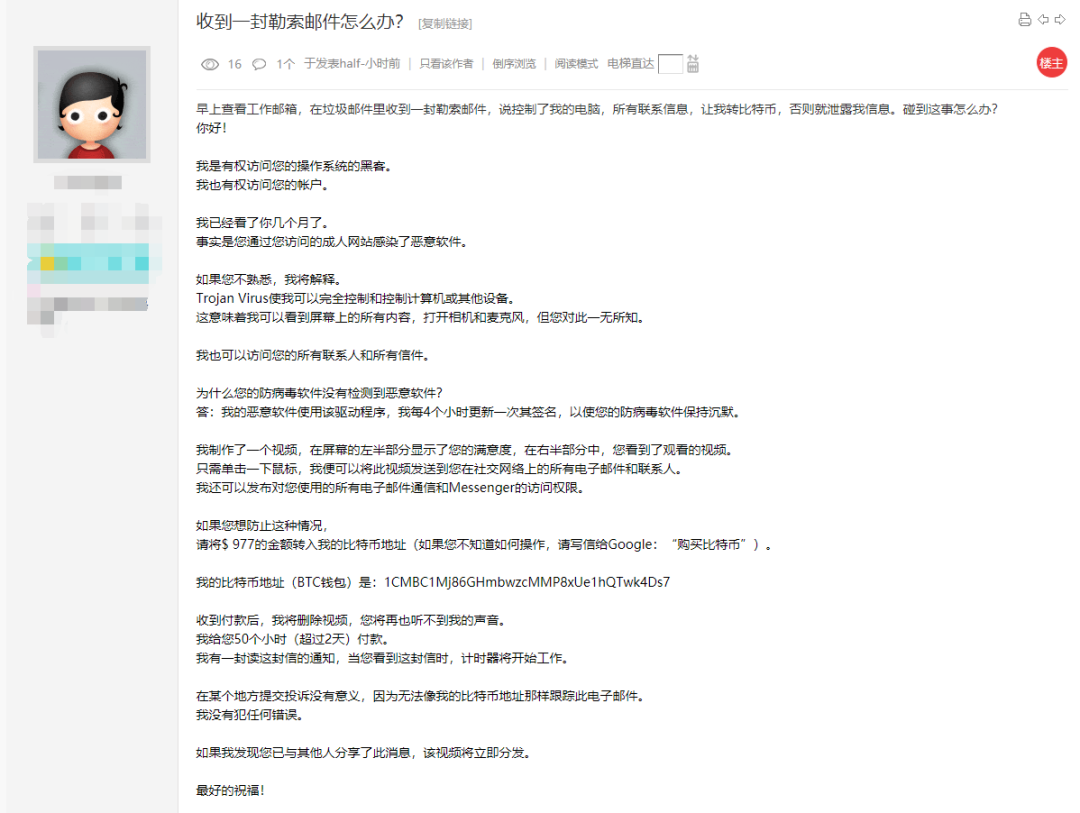 收到一封勒索邮件怎么办？ [复制链接]
16 1个 于发表half-小时前 | 只看该作者 | 倒序浏览 | 阅读模式 电梯直达
楼主
早上查看工作邮箱，在垃圾邮件里收到一封勒索邮件，说控制了我的电脑，所有联系信息，让我转比特币，否则就泄露我信息。碰到这事怎么办？
你好！
我是有权访问您的操作系统的黑客。
我也有权访问您的帐户。
我已经看了你几个月了。
事实是您通过您访问的成人网站感染了恶意软件。
如果您不熟悉，我将解释。
Trojan Virus使我可以完全控制和控制计算机或其他设备。
这意味着我可以看到屏幕上的所有内容，打开相机和麦克风，但您对此一无所知。
我也可以访问您的所有联系人和所有信件。
为什么您的防病毒软件没有检测到恶意软件？
答：我的恶意软件使用该驱动程序，我每4个小时更新一次其签名，以使您的防病毒软件保持沉默。
我制作了一个视频，在屏幕的左半部分显示了您的满意度，在右半部分中，您看到了观看的视频。
只需单击一下鼠标，我便可以将此视频发送到您在社交网络上的所有电子邮件和联系人。
我还可以发布对您使用的所有电子邮件通信和Messenger的访问权限。
如果您想防止这种情况，
请将$ 977的金额转入我的比特币地址（如果您不知道如何操作，请写信给Google：“购买比特币”）。
我的比特币地址（BTC钱包）是：1CMBC1Mj86GHmbwzcMMP8xUe1hQTwk4Ds7
收到付款后，我将删除视频，您将再也听不到我的声音。
我给您50个小时（超过2天）付款。
我有一封读这封信的通知，当您看到这封信时，计时器将开始工作。
在某个地方提交投诉没有意义，因为无法像我的比特币地址那样跟踪此电子邮件。
我没有犯任何错误。
如果我发现您已与其他人分享了此消息，该视频将立即分发。
最好的祝福！